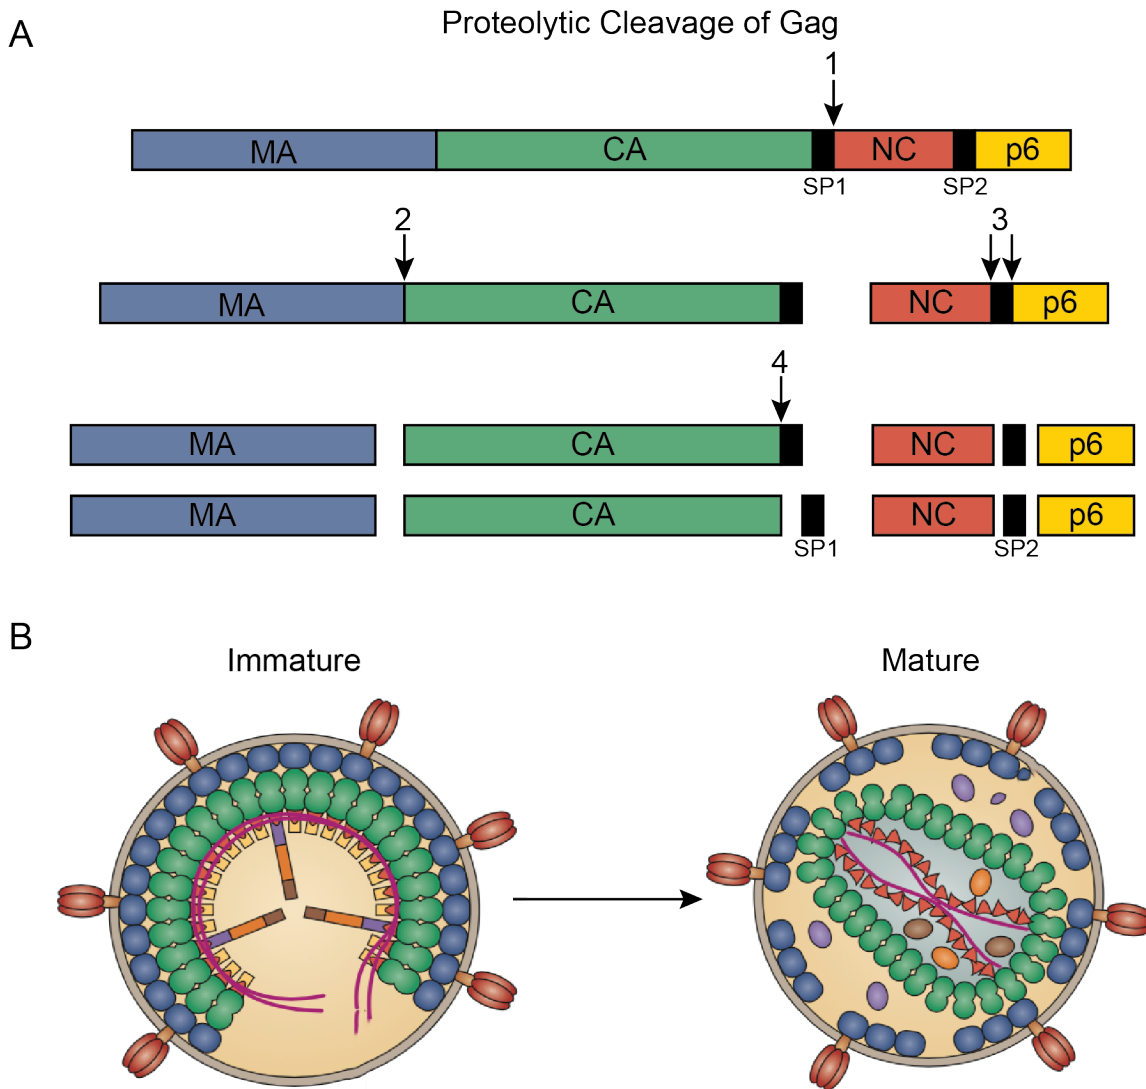 A
Proteolytic Cleavage of Gag
1
MA CA NC p6
SP1 SP2
2 3
MA CA NC p6
4
MA CA NC p6
MA CA NC p6
SP1 SP2
B
Immature Mature